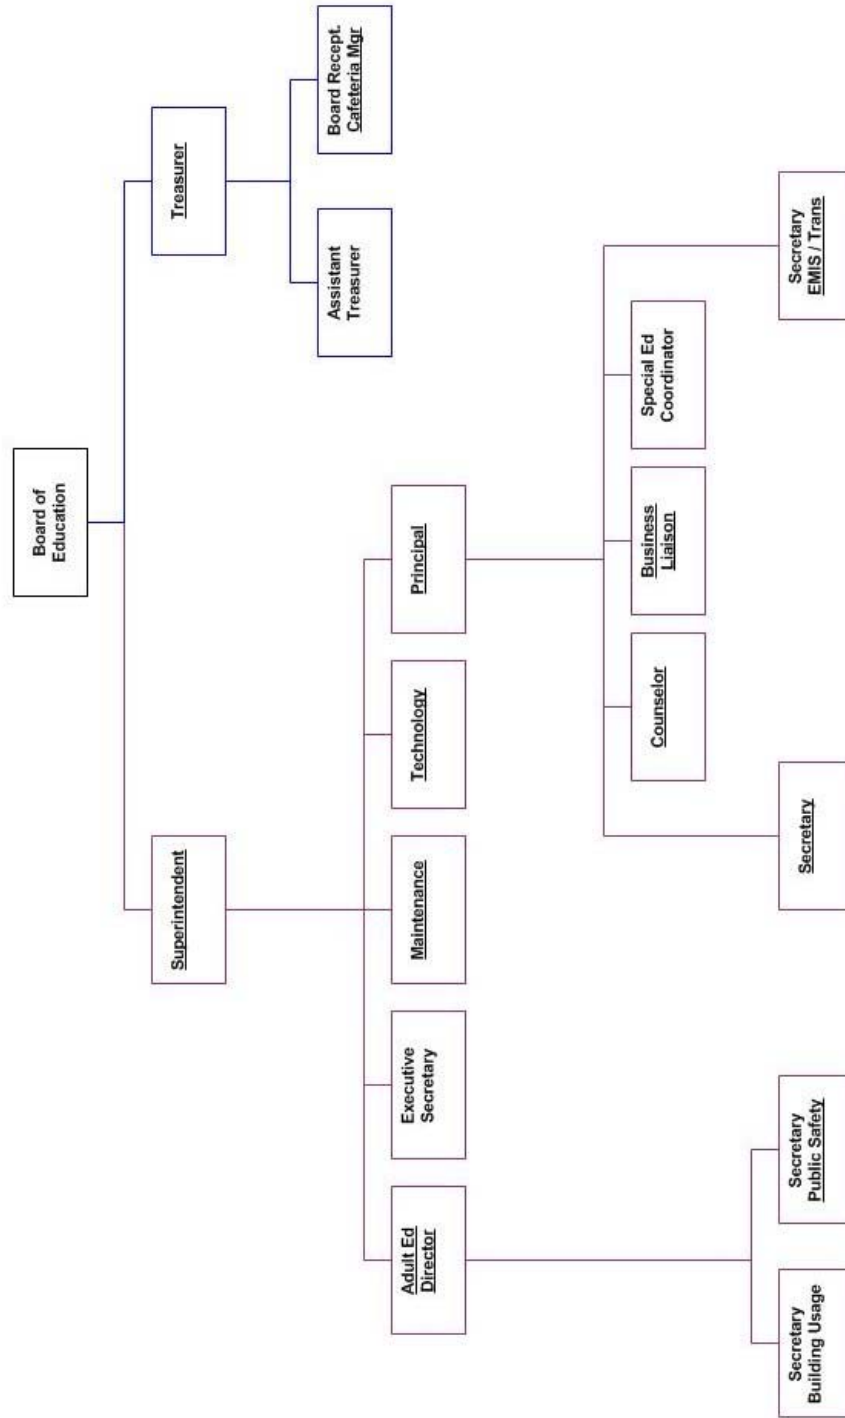 Board of
Education
Superintendent
Treasurer
Assistant
Treasurer
Board Recept.
Cafeteria Mgr
Adult Ed
Director
Executive
Secretary
Maintenance
Technology
Principal
Counselor
Business
Liaison
Special Ed
Coordinator
Secretary
Building Usage
Secretary
Public Safety
Secretary
Secretary
EMIS / Trans